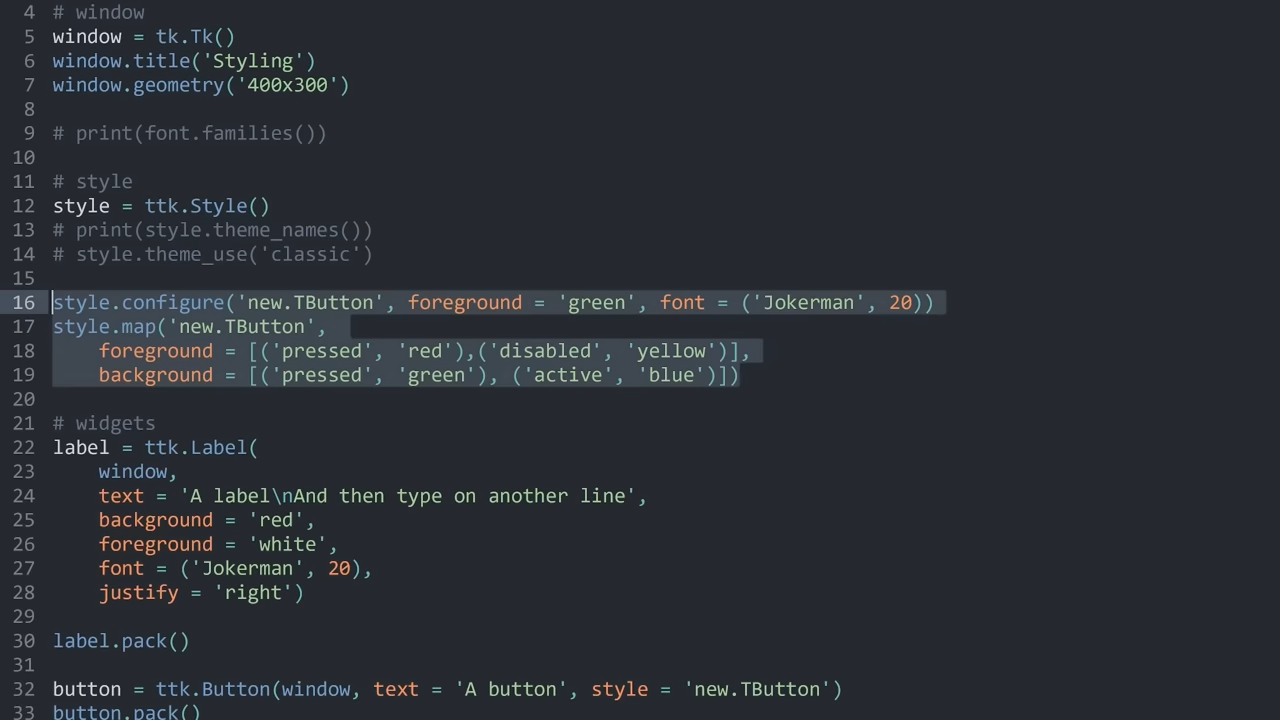 4 # window
5 window = tk.Tk()
6 window.title('Styling')
7 window.geometry('400x300')
8
9 # print(font.families())
10
11 # style
12 style = ttk.Style()
13 # print(style.theme_names())
14 # style.theme_use('classic')
15
16 style.configure('new.TButton', foreground = 'green', font = ('Jokerman', 20))
17 style.map('new.TButton',
18     foreground = [('pressed', 'red'),('disabled', 'yellow')],
19     background = [('pressed', 'green'), ('active', 'blue')])
20
21 # widgets
22 label = ttk.Label(
23     window,
24     text = 'A label\nAnd then type on another line',
25     background = 'red',
26     foreground = 'white',
27     font = ('Jokerman', 20),
28     justify = 'right')
29
30 label.pack()
31
32 button = ttk.Button(window, text = 'A button', style = 'new.TButton')
33 button.pack()